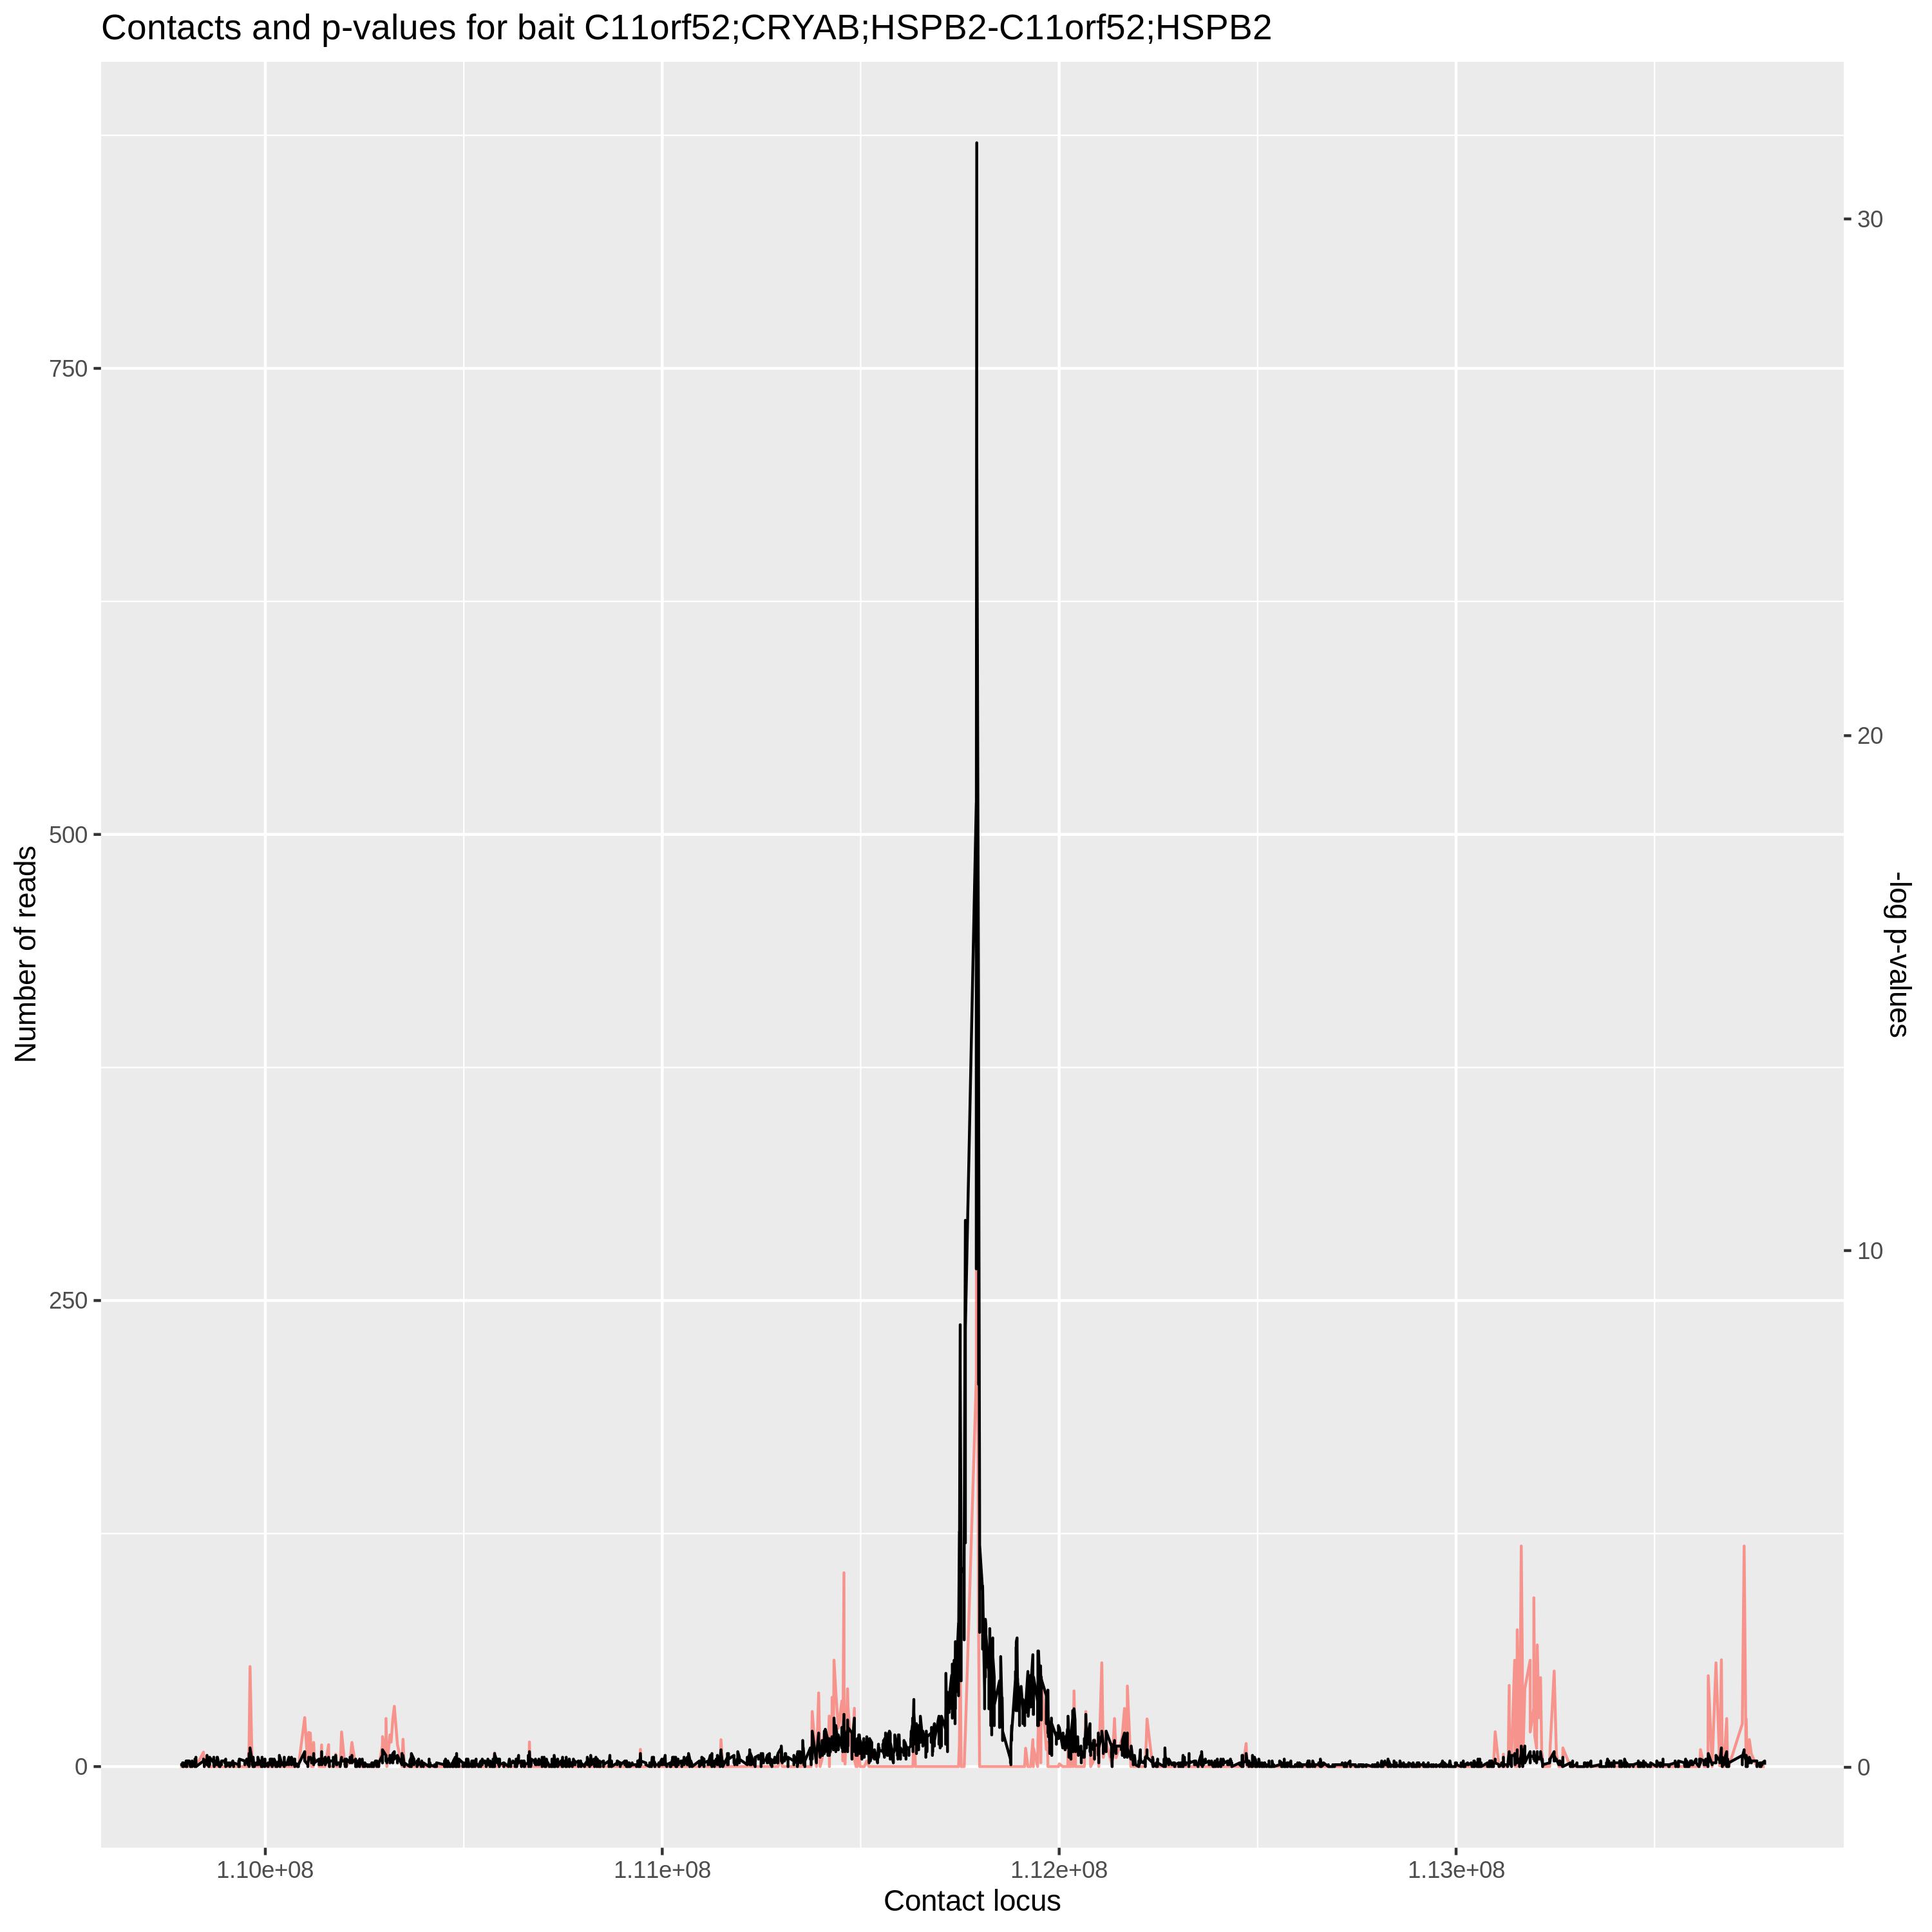 Contacts and p-values for bait C11orf52;CRYAB;HSPB2-C11orf52;HSPB2
750
500
250
0
30
20
10
0
Number of reads
-log p-values
1.10e+08
1.11e+08
1.12e+08
1.13e+08
Contact locus